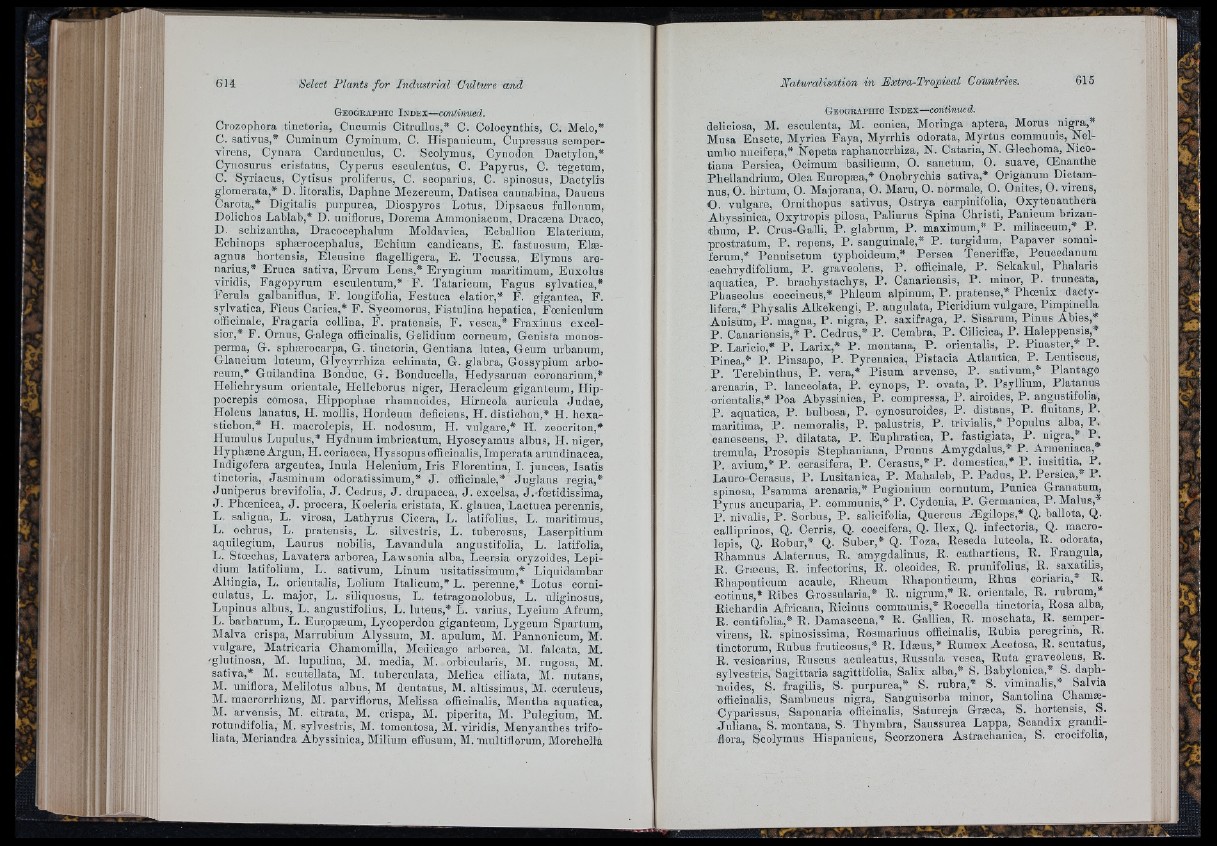 614 Select Plants for Industrial Culture and
GEOGRAPHIC INDEX—continued.
Crozophora tinctoria, Cucumis Citrullus,* C. Colocynthis, C. Melo,*
C. sativus,* Cuminum Cyminum, C. Hispanicum, Cupressus semper-
virens, Cynara Cardunculus, C. Scolymus, Cynodon Dactylon,*
Cynosurus cristatus, Cyperus esculentus, C. Papyrus, C. tegetum,
C. Syriacus, Cytisus proliferus, C. scoparius, C. spinosus, Dactylis
glomerata,* D. litoralis, Daphne Mezereum, Datisca cannabina, Daucus
Carota,* Digitalis purpurea, Diospyros Lotus, Dipsacus fullonum,
Dolichos Lablab,* D. uniflorus, Dorema Ammoniacum, Dracæna Draco,
D. schizantha, Dracocephalum Moldavica, Ecballion Elaterium,
Echinops sphærocephalus, Echium candicans, E. fastuosum, Elæ-
agnus hortensis, Eleusine flagelligera, E. Tocussa, Elymus are-
narius,* Eruca sativa, Ervum Lens,* Eryngium maritimum, Euxolus
viridis, Fagopyrum esculentum,* F. Tataricum, Fagus sylvatica,*
Ferula galbaniflua, F. longifolia, Festuca elatior,* F. gigantea, F.
sylvatica, Ficus Carica,* F. Sycomorus, Fistulina hepatica, Fœniculum
officinale, Fragaria collina, F. pratensis, F. vesca,* Fraxinus excel-
sior,* F. Ornus, Galega officinalis, Gelidium corneum, Genista monos-
perma, G. sphærocarpa, G. tinctoria, Gentiana lutea, Geum urbanum,
Glaucium luteum, Glycyrrhiza echinata, G. glabra, Gossypium arbo-
reum,* Guilandina Bonduc, G. Bonducella, Hedysarum coronarium,*
Helichrysum orientale, Helleborus niger, Heracleum giganteum, Hip-
pocrepis comosa, Hippophae rhamnoides, Hirneola auricula Judae,
Holcus lanatus, H. mollis, Hordeum deficiens, H. distichon,* H. hexa-
stichon,* H. macrolepis, H. nodosum, H. vulgare,* H. zeocriton,*
Humulus Lupulus,* Hydnum imbricatum, Hyoscyamus albus, H. niger,
Hyphæne Argun, H. coriacea, Hyssopus officinalis, Imperata arundinacea,
Indigofera argentea, Inula Helenium, Iris Florentina, I. juncea, Isatis
tinctoria, Jasminum odoratissimum,* J. officinale,* Juglans regia,*
Juniperus brevifolia, J. Cedrus, J. drupacea, J. excelsa, J. fœtidissima,
J. Phœnicea, J. procera, Koeleria cristata, K. glauca, Lactuca perennis,
L. saligna, L. virosa, Lathyrus Cicera, L. latifolius, L. maritimus,
L. ochrus, L. pratensis, L. silvestris, L. tuberosus, Laserpitium
aquilegium, Laurus nobilis, Lavandula angustifolia, L. latifolia,
L. Stœchas, Lavatera arborea, Lawsonia alba, Leersia oryzoides, Lepi-
dium latifolium, L. sativum, Linum usitatissimum,* Liquidambar
Altingia, L. orientalis, Lolium Italicum,* L. perenne,* Lotus corni-
culatus, L. major, L. siliquosus, L. tetragonolobus, L. uliginosus,
Lupinus albus, L. angustifolius, L. luteus,* L. varius, Lycium Afrum,
L. barbarum, L. Europæum, Lycoperdon giganteum, Lygeum Spartum,
Malva crispa, Marrubium Alyssum, M. apulum, M. Pannonicum, M.
vulgare, Matricaria Chamomilla, Medicago arborea, M. falcata, M.
glutinosa, M. lupulina, M. media, M. orbicularis, M. rugosa, M.
sativa,* M. scutellata, M. tuberculata, Melica ciliata, M. nutans,
M. uniflora, Melilotus albus, M dentatus, M. altissimus, M. cœruleus,
M. macrorrhizus, M. parviflorus, Melissa officinalis, Mentha aquatica,
M. arvensis, M. citrata, M. crispa, M. piperita, M. Pulegium, M.
rotundifolia, M. sylvestris, M. tomentosa, M. viridis, Menyanthes trifo-
liata, Meriandra Abyssinica, Milium effusum, M. multiflorum, Morchella
Naturalisation in Extra-Tropical Countries. 615
GEOGRAPHIC INDEX—continued.
deliciosa, M. esculenta, M. conica, Moringa aptera, Morus nigra,*
Musa Ensete, Myrica Faya, Myrrhis odorata, Myrtus communis, Nel-
umbo nucifera,* Nepeta raphanorrhiza, N. Cataria, N. Glechoma, Nico-
tiana Persica, Ocimum basilicum, O. sanctum, O. suave, Œnanthe
Phellandrium, Olea Europæa,* Onobrychis sativa,* Origanum Dictam-
nus, O. hirtum, O. Majorana, O. Maru, O. normale, O. Onites, O. virens,
O. vulgare, Ornithopus sativus, Ostrya carpinifolia, Oxytenanthera
Abyssinica, Oxytropis pilosa, Paliurus Spina Christi, Panicum brizan-
thum, P. Crus-Galli, P. glabrum, P. maximum,* P. miliaceum,* P.
prostratum, P. repens, P. sanguinale,* P. turgidum, Papaver somni-
ferum,* Pennisetum typhoideum,* Persea Teneriffæ, Peucedanum
cachrydifolium, P. graveolens, P. officinale, P. Sekakul, Phalaris
aquatica, P. brachystachys, P. Canariensis, P. minor, P. truncata,
Phaseolus coccineus,* Phleum alpinum, P. pratense,* Phœnix dacty-
lifera,* Physalis Alkekengi, P. angulata, Picridium vulgare, Pimpinella
Anisum, P. magna, P. nigra, P. saxifraga, P. Sisarum, Pinus Abies,*
P. Canariensis,* P. Cedrus,* P. Cembra, P. Cilicica, P. Haleppensis,*
P. Laricio,* P. Larix,* P. montana, P. orientalis, P. Pinaster,* P.
Pinea,* P. Pinsapo, P. Pyrenaica, Pistacia Atlantica, P. Lentiscus,
P. Terebinthus, P. vera,* Pisum arvense, P. sativum,* Plantago
arenaria, P. lanceolata, P. cynops, P. ovata, P. Psyllium, Platanus
orientalis,* Poa Abyssinica, P. compressa, P. airoides, P. angustifolia,
P. aquatica, P. bulbosa, P. cynosuroides, P. distans, P. fluitans, P.
maritima, P. nemoralis, P. palustris, P. trivialis,* Populus alba, P.
canescens, P. dilatata, P. Euphratica, P. fastigiata, P. nigra,* P.
tremula, Prosopis Stephaniana, Prunus Amygdalus,* P. Armeniaca,*
P. avium,* P. cerasifera, P. Cerasus,* P. domestica,* P. insititia, P.
Lauro-Cerasus, P. Lusitanica, P. Mahaleb, P. Padus, P. Persica,* P.
spinosa, Psamma arenaria,* Pugionium cornutum, Punica Granatum,
Pyrus aucuparia, P. communis,* P. Cydonia, P. Germanica, P. Malus,*
P. nivalis, P. Sorbus, P. salicifolia, Quercus Ægilops,* Q. ballota, Q.
calliprinos, Q. Cerris, Q. coccifera, Q. Ilex, Q. infectoria, Q. macro-
lepis, Q. Robur,* Q. Suber,* Q. Toza, Reseda luteola, R. odorata,
Rhamnus Alaternus, R. amygdalinus, R. catharticus, R. Frangula,
R. Græcus, R. infectorius, R. oleoides, R. prunifolius, R. saxatilis,
Rhaponticum acaule, Rheum Rhaponticum, Rhus coriaria,* R.
cotinus,* Ribes Grossularia,* R. nigrum,* R. orientale, R. rubrum,*
Richardia Africana, Ricinus communis,* Roccella tinctoria, Rosa alba,
R. centifolia,* R. Damascena,* R. Gallica, R. moschata, R. semper-
virens, R. spinosissima, Rosmarinus officinalis, Rubia peregrina, R.
tinctorum, Rubus fruticosus,* R. Idæus,* Rumex Acetosa, R. scutatus,
R. vesicarius, Ruscus aculeatus, Russula vesca, Ruta graveolens, R.
sylvestris, Sagittaria sagittifolia, Salix alba,* S. Babylonica,* S. daph-
noides, S. fragilis, S. purpurea,* S. rubra,* S. viminalis,* Salvia
officinalis, Sambucus nigra, Sanguisorba minor, Santolina Chamæ-
Cyparissus, Saponaria officinalis, Satureja Græca, S. hortensis, S.
Juliana, S. montana, S. Thymbra, Saussurea Lappa, Scandix grandi-
flora, Scolymus Hispanicus, Scorzonera Astrachanica, S. crocifolia,